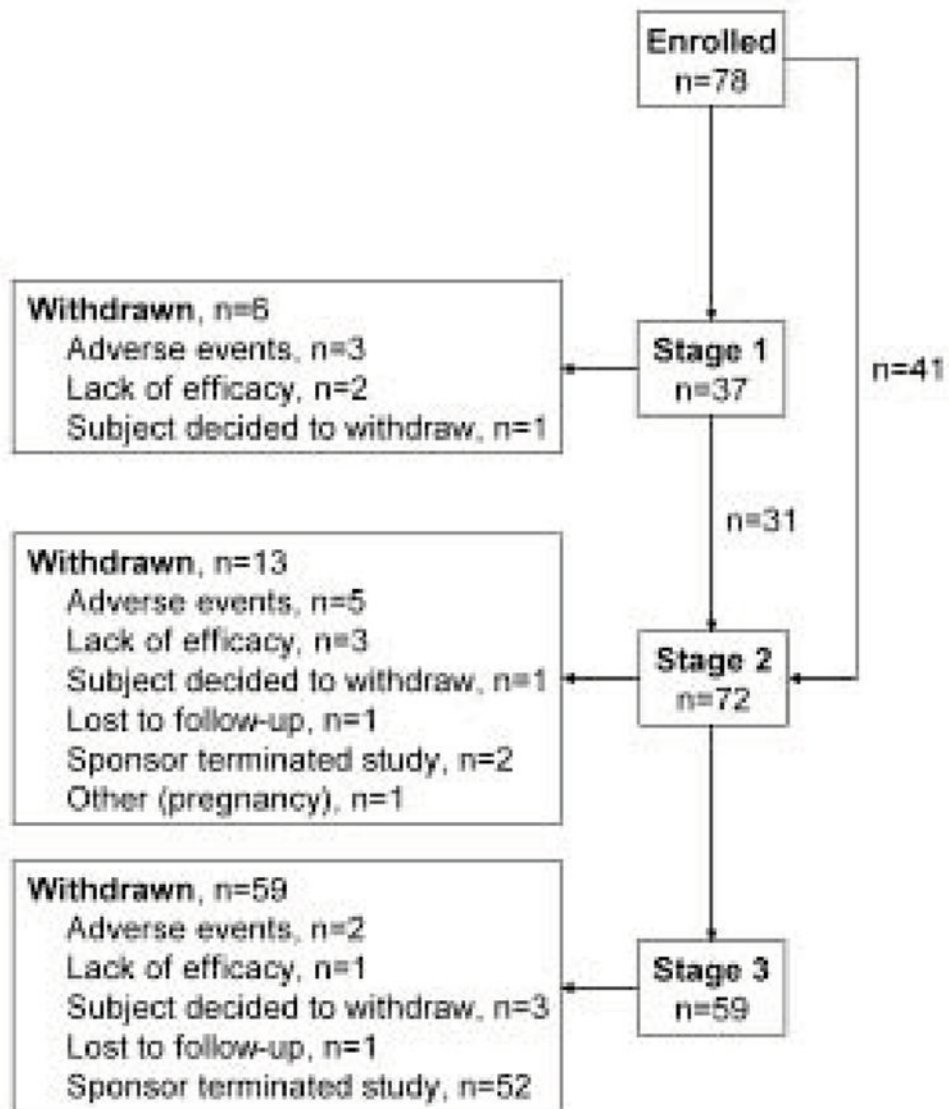 Enrolled
n=78
Withdrawn, n=6
Adverse events, n=3
Lack of efficacy, n=2
Subject decided to withdraw, n=1
Stage 1
n=37
n=41
n=31
Withdrawn, n=13
Adverse events, n=5
Lack of efficacy, n=3
Subject decided to withdraw, n=1
Lost to follow-up, n=1
Sponsor terminated study, n=2
Other (pregnancy), n=1
Stage 2
n=72
Withdrawn, n=59
Adverse events, n=2
Lack of efficacy, n=1
Subject decided to withdraw, n=3
Lost to follow-up, n=1
Sponsor terminated study, n=52
Stage 3
n=59